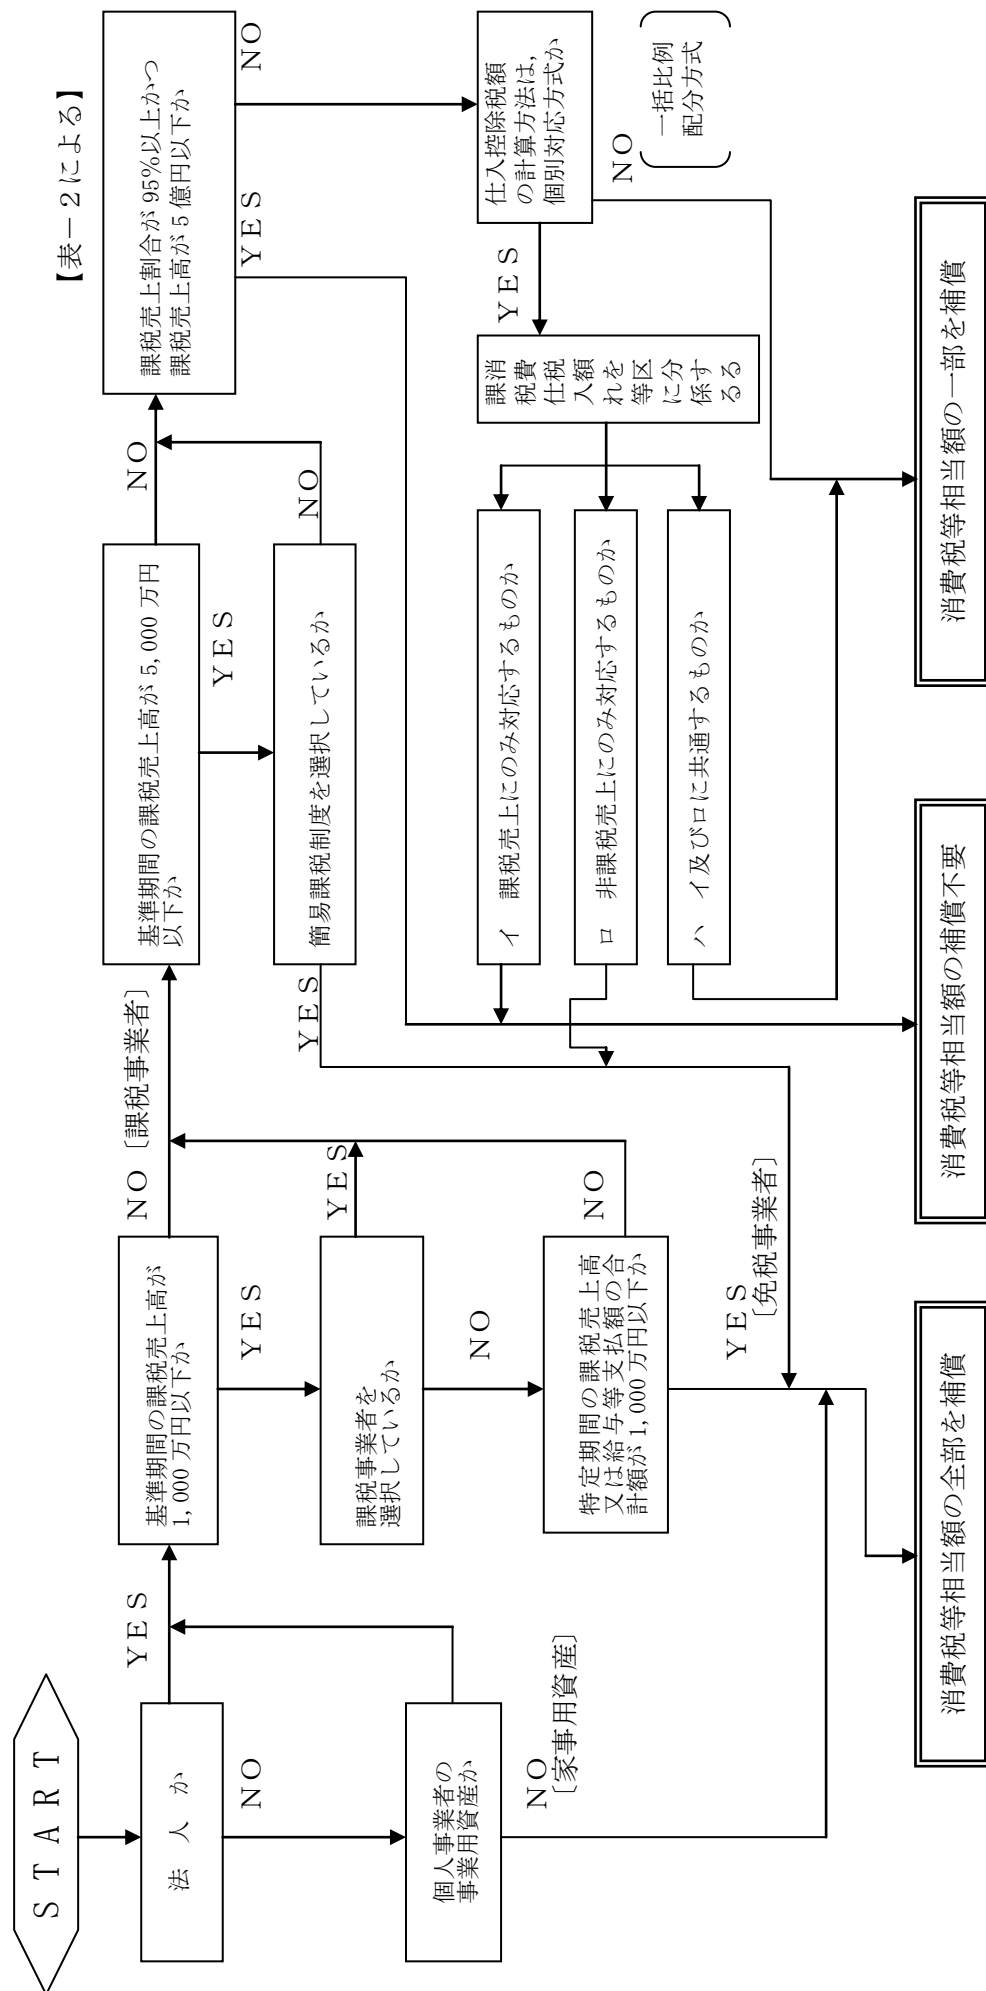 【表－2による】
START
法人か
YES
NO
個人事業者の
事業用資産か
NO
〔家事用資産〕
基準期間の課税売上高が
1,000 万円以下か
NO〔課税事業者〕
YES
課税事業者を
選択しているか
YES
NO
特定期間の課税売上高
又は給与等支払額の合
計額が 1,000 万円以下か
NO
YES
〔免税事業者〕
基準期間の課税売上高が 5,000 万円
以下か
NO
YES
簡易課税制度を選択しているか
YES
NO
課税売上割合が 95%以上かつ
課税売上高が 5 億円以下か
YES
NO
仕入控除税額
の計算方法は,
個別対応方式か
YES
NO
一括比例
配分方式
課税仕入れ等に係る
消費税額を区分する
イ 課税売上にのみ対応するものか
ロ 非課税売上にのみ対応するものか
ハ イ及びロに共通するものか
消費税等相当額の全部を補償
消費税等相当額の補償不要
消費税等相当額の一部を補償